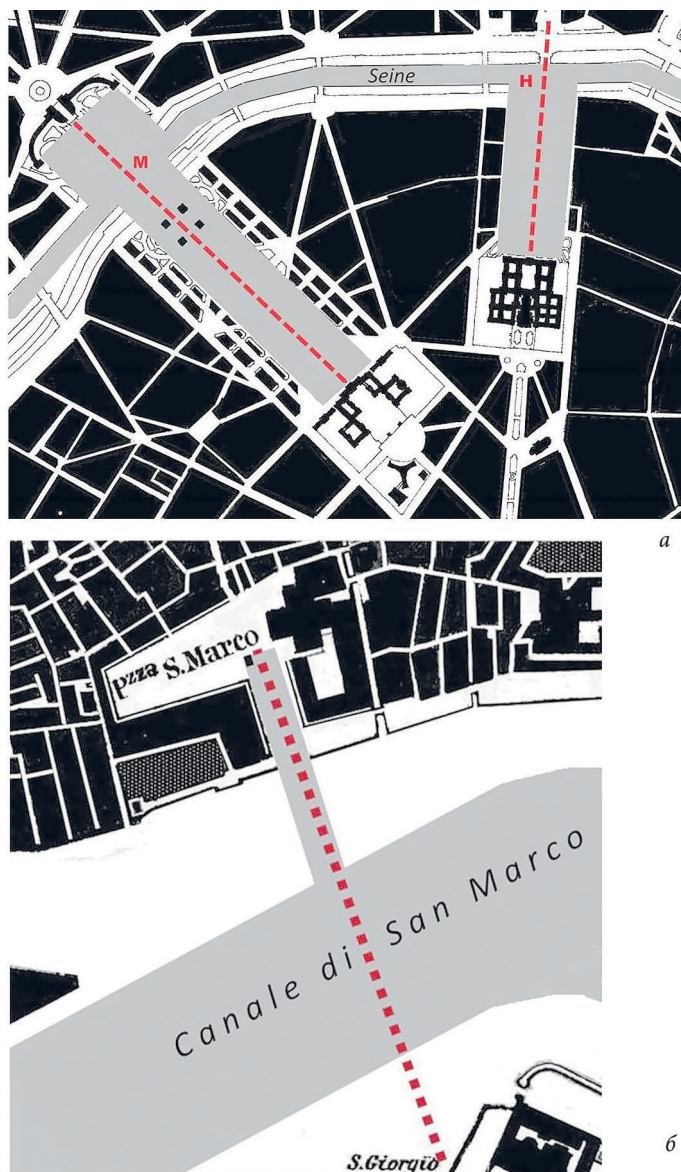 Seine
H
M
а
Pzza S. Marco
Canale di San Marco
S. Giorgio
б